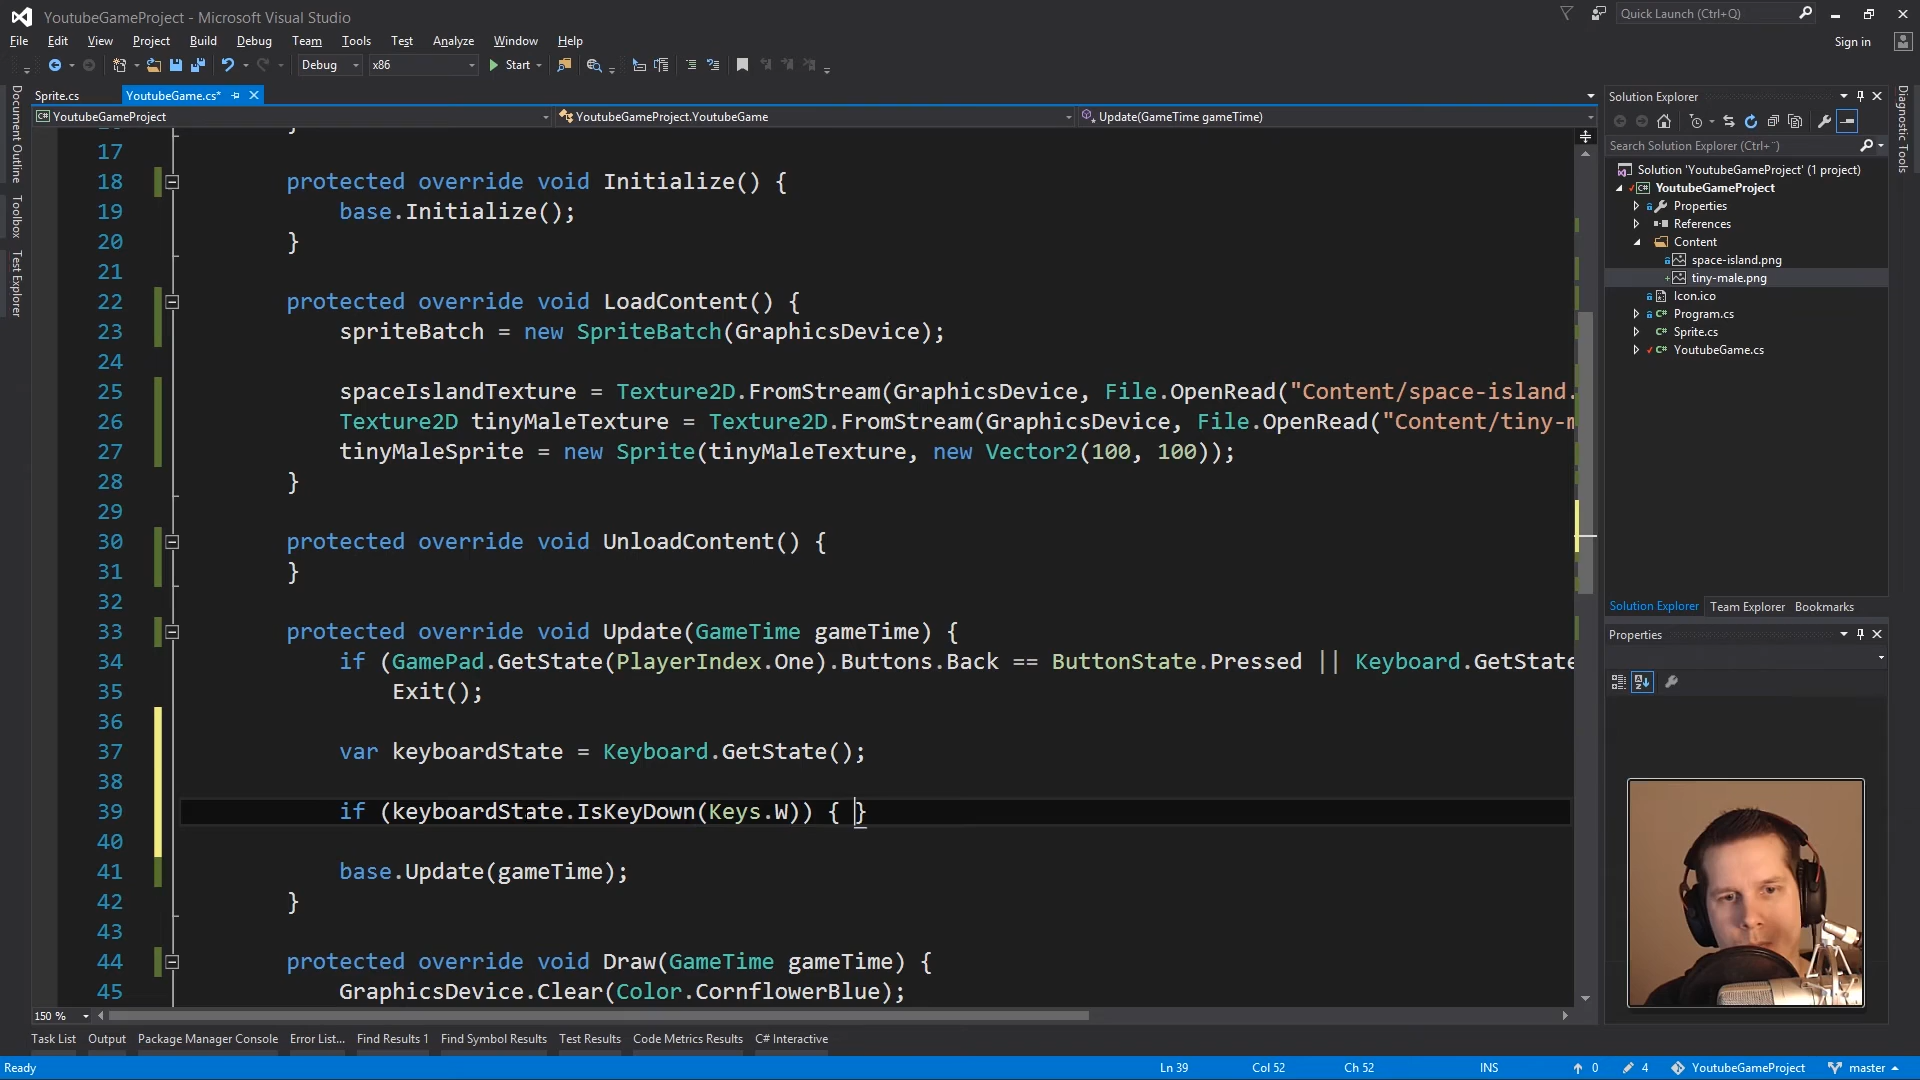 YoutubeGameProject - Microsoft Visual Studio
Quick Launch (Ctrl+Q)
File Edit View Project Build Debug Team Tools Test Analyze Window Help
Sign in
Debug x86 Start
Document Outline
Toolbox
Test Explorer
Sprite.cs YoutubeGame.cs*
YoutubeGameProject YoutubeGameProject.YoutubeGame Update(GameTime gameTime)
17
18 protected override void Initialize() {
19 base.Initialize();
20 }
21
22 protected override void LoadContent() {
23 spriteBatch = new SpriteBatch(GraphicsDevice);
24
25 spaceIslandTexture = Texture2D.FromStream(GraphicsDevice, File.OpenRead("Content/space-island.
26 Texture2D tinyMaleTexture = Texture2D.FromStream(GraphicsDevice, File.OpenRead("Content/tiny-m
27 tinyMaleSprite = new Sprite(tinyMaleTexture, new Vector2(100, 100));
28 }
29
30 protected override void UnloadContent() {
31 }
32
33 protected override void Update(GameTime gameTime) {
34 if (GamePad.GetState(PlayerIndex.One).Buttons.Back == ButtonState.Pressed || Keyboard.GetState
35 Exit();
36
37 var keyboardState = Keyboard.GetState();
38
39 if (keyboardState.IsKeyDown(Keys.W)) { }
40
41 base.Update(gameTime);
42 }
43
44 protected override void Draw(GameTime gameTime) {
45 GraphicsDevice.Clear(Color.CornflowerBlue);
150 %
Solution Explorer
Search Solution Explorer (Ctrl+¨)
Solution 'YoutubeGameProject' (1 project)
YoutubeGameProject
Properties
References
Content
space-island.png
tiny-male.png
Icon.ico
Program.cs
Sprite.cs
YoutubeGame.cs
Solution Explorer Team Explorer Bookmarks
Properties
Diagnostic Tools
Task List Output Package Manager Console Error List... Find Results 1 Find Symbol Results Test Results Code Metrics Results C# Interactive
Ready Ln 39 Col 52 Ch 52 INS 0 4 YoutubeGameProject master